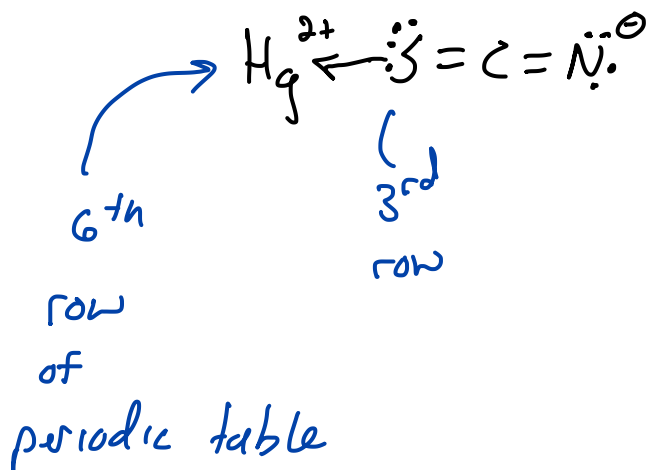 Hg²⁺ ← S = C = N ⊖
6th
row
of
periodic table
3rd
row